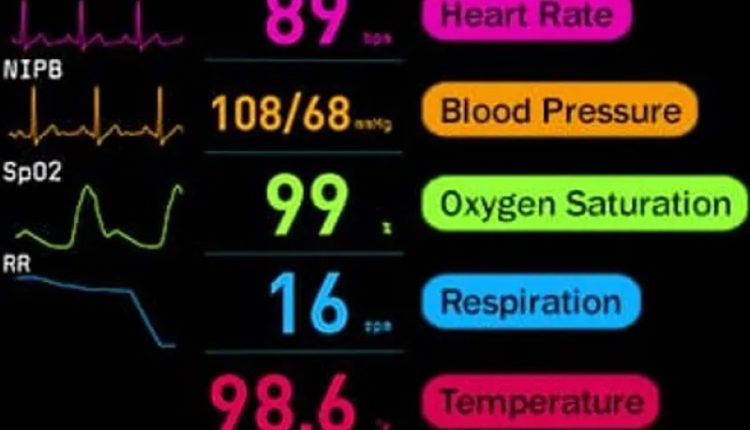 89 bpm Heart Rate
NIPB
108/68 mmHg Blood Pressure
SpO2
99 % Oxygen Saturation
RR
16 Respiration
98.6 Temperature